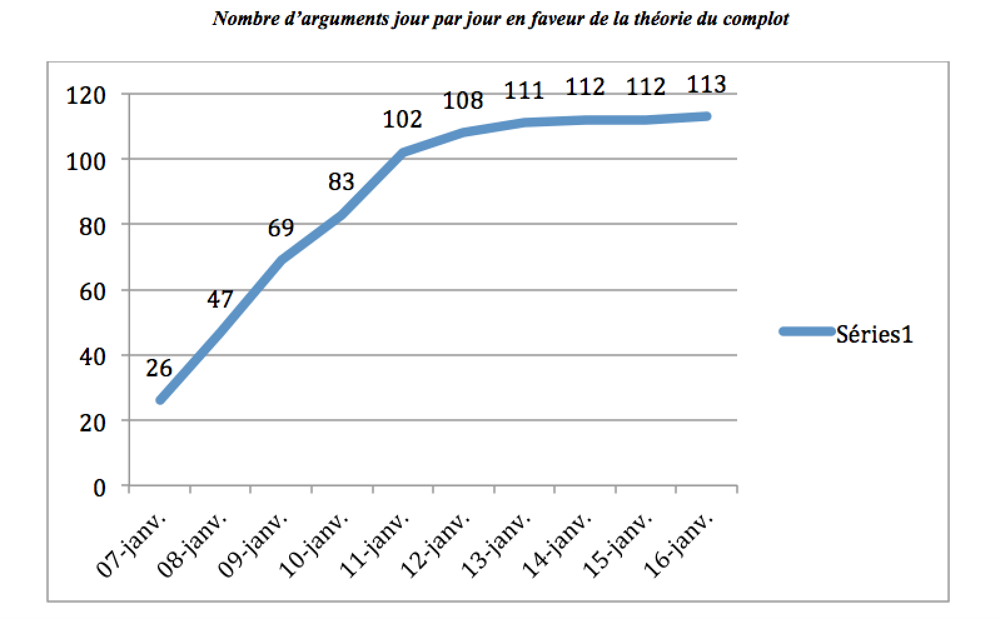 Nombre d’arguments jour par jour en faveur de la théorie du complot
120
100
80
60
40
20
0
26
47
69
83
102
108
111
112
112
113
07-janv.
08-janv.
09-janv.
10-janv.
11-janv.
12-janv.
13-janv.
14-janv.
15-janv.
16-janv.
Séries1